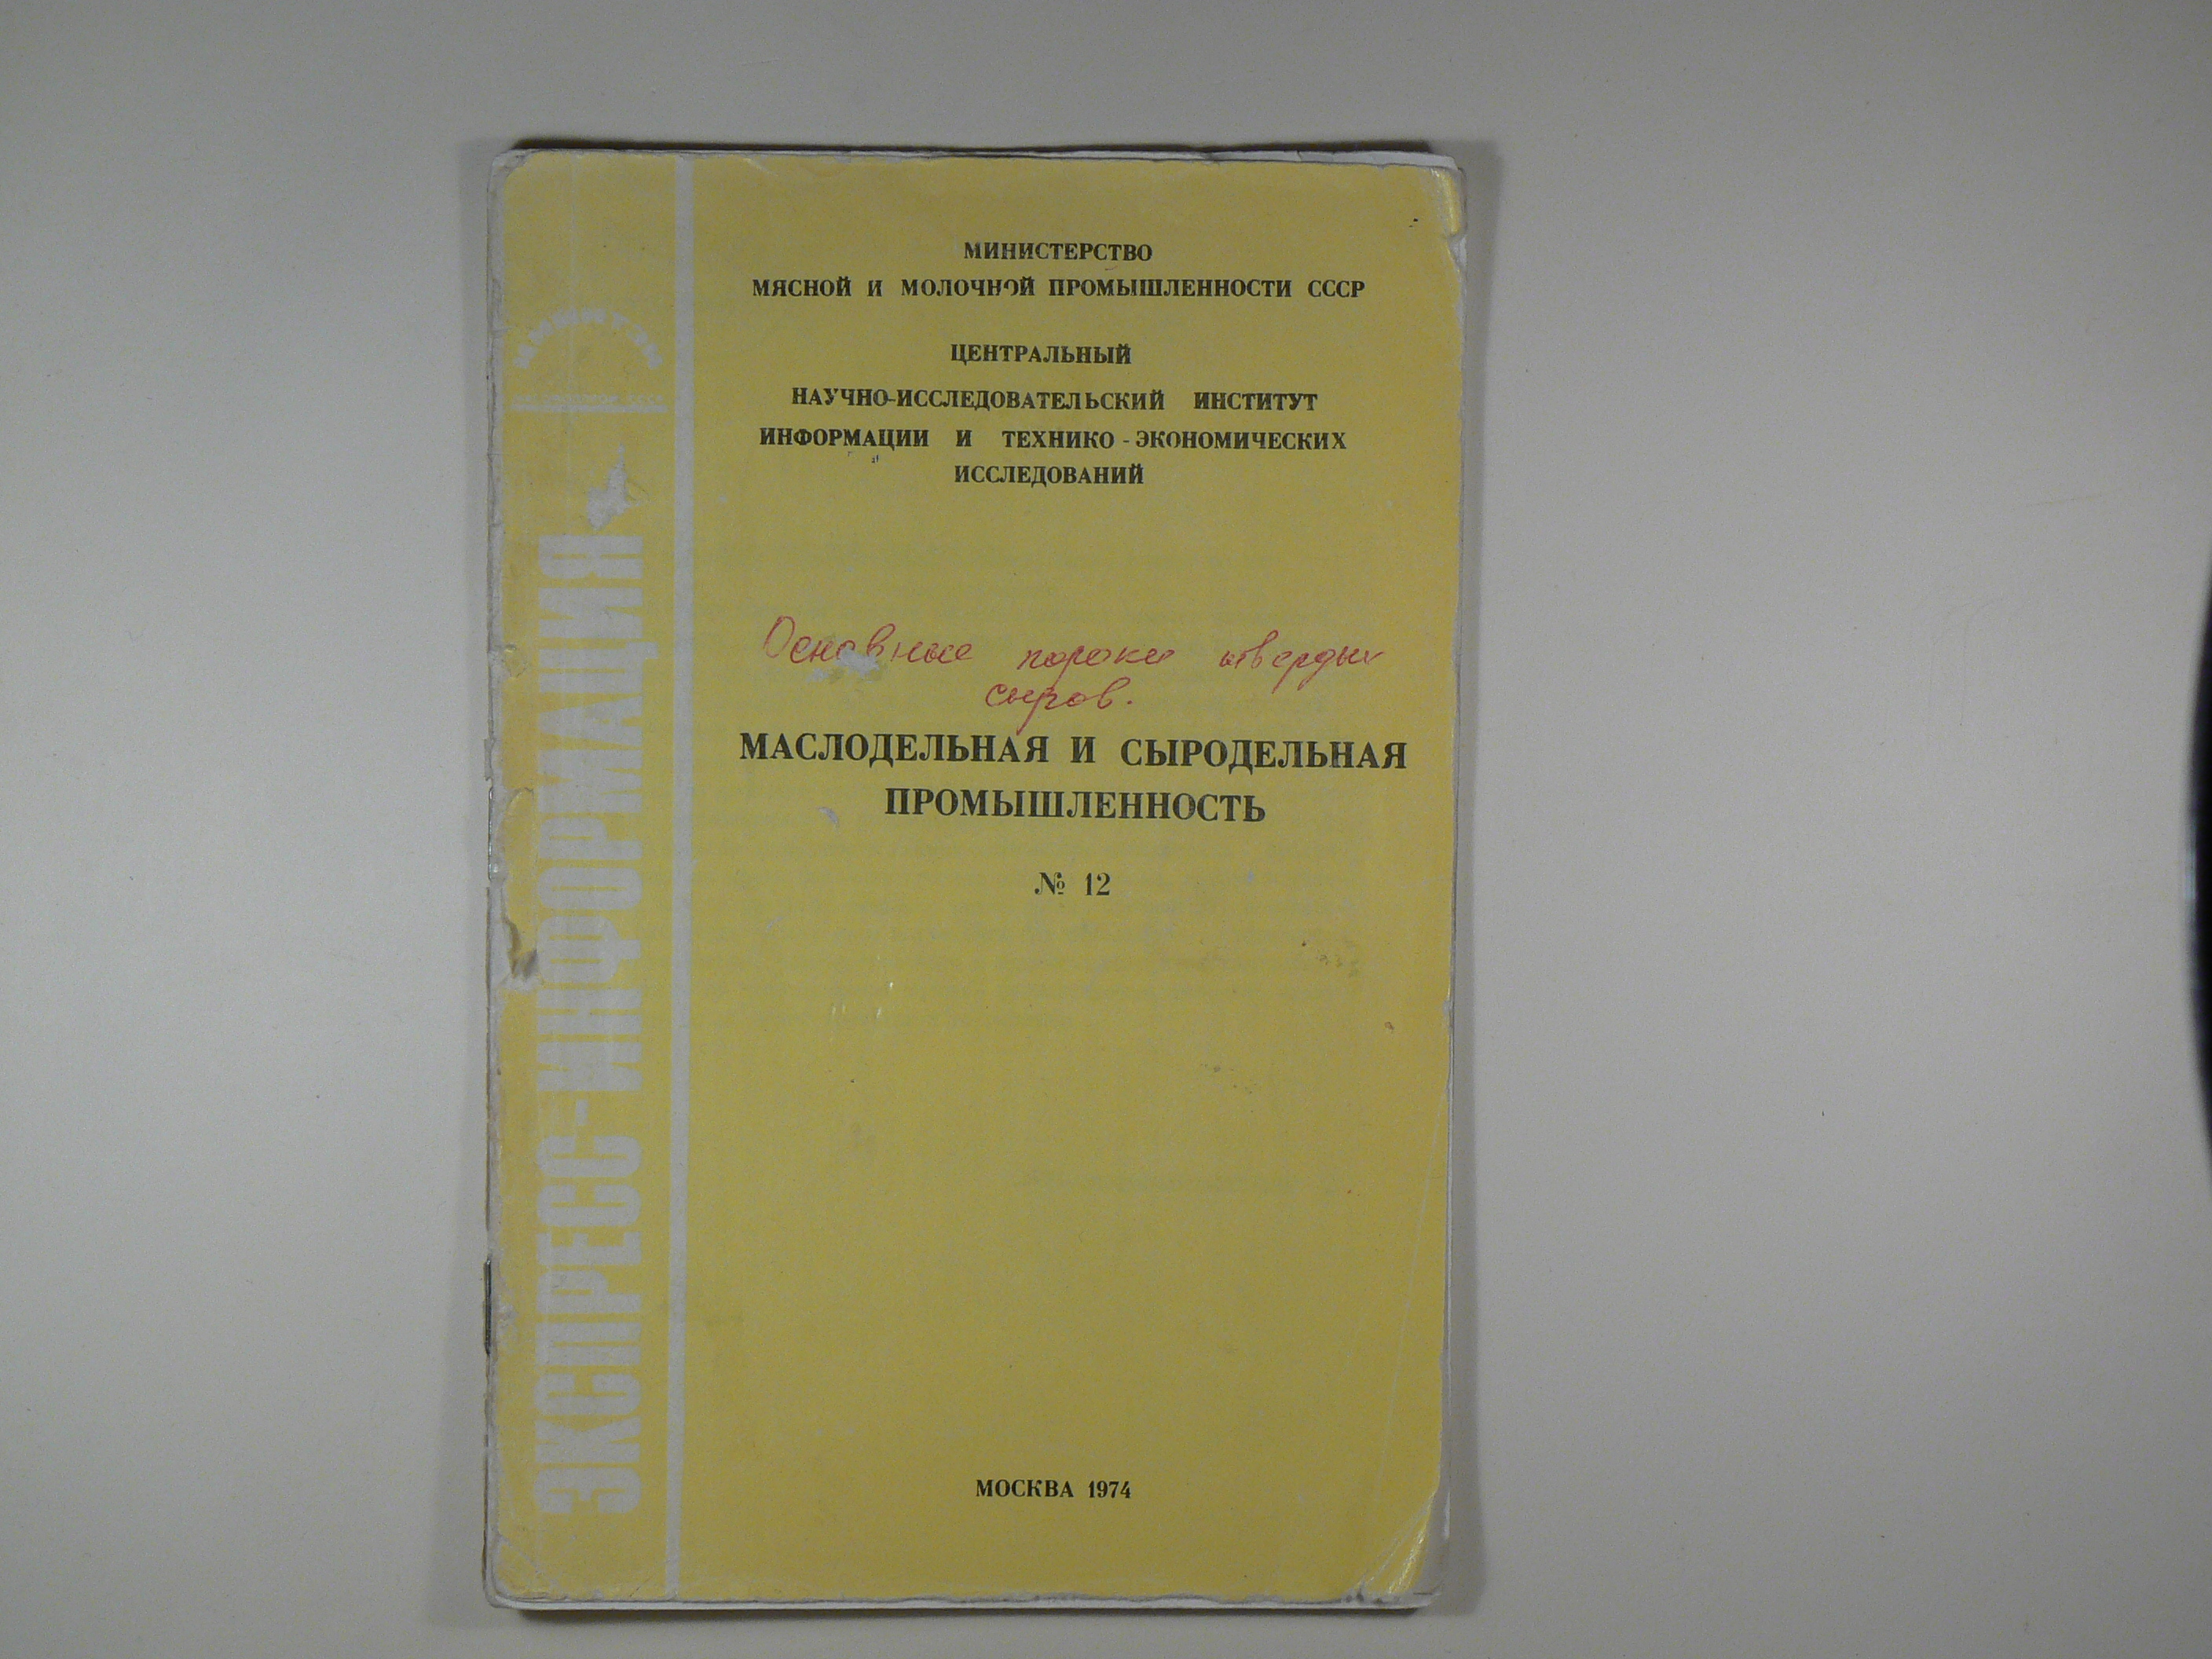 МИНИСТЕРСТВО
МЯСНОЙ И МОЛОЧНОЙ ПРОМЫШЛЕННОСТИ СССР
ЦЕНТРАЛЬНЫЙ
НАУЧНО-ИССЛЕДОВАТЕЛЬСКИЙ ИНСТИТУТ
ИНФОРМАЦИИ И ТЕХНИКО-ЭКОНОМИЧЕСКИХ
ИССЛЕДОВАНИЙ
Основные пороки твердых
сыров.
МАСЛОДЕЛЬНАЯ И СЫРОДЕЛЬНАЯ
ПРОМЫШЛЕННОСТЬ
№ 12
МОСКВА 1974
ЭКСПРЕСС-ИНФОРМАЦИЯ